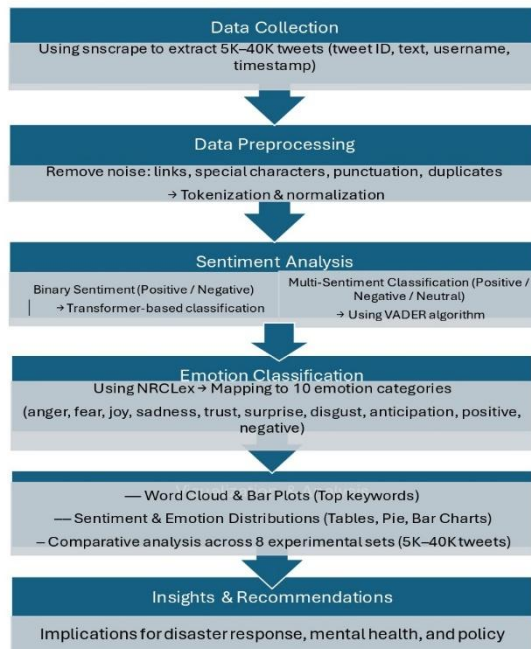 Data Collection
Using snscrape to extract 5K–40K tweets (tweet ID, text, username,
timestamp)
Data Preprocessing
Remove noise: links, special characters, punctuation, duplicates
→ Tokenization & normalization
Sentiment Analysis
Binary Sentiment (Positive / Negative)
→ Transformer-based classification
Multi-Sentiment Classification (Positive /
Negative / Neutral)
→ Using VADER algorithm
Emotion Classification
Using NRCLex → Mapping to 10 emotion categories
(anger, fear, joy, sadness, trust, surprise, disgust, anticipation, positive,
negative)
— Word Cloud & Bar Plots (Top keywords)
— Sentiment & Emotion Distributions (Tables, Pie, Bar Charts)
– Comparative analysis across 8 experimental sets (5K–40K tweets)
Insights & Recommendations
Implications for disaster response, mental health, and policy